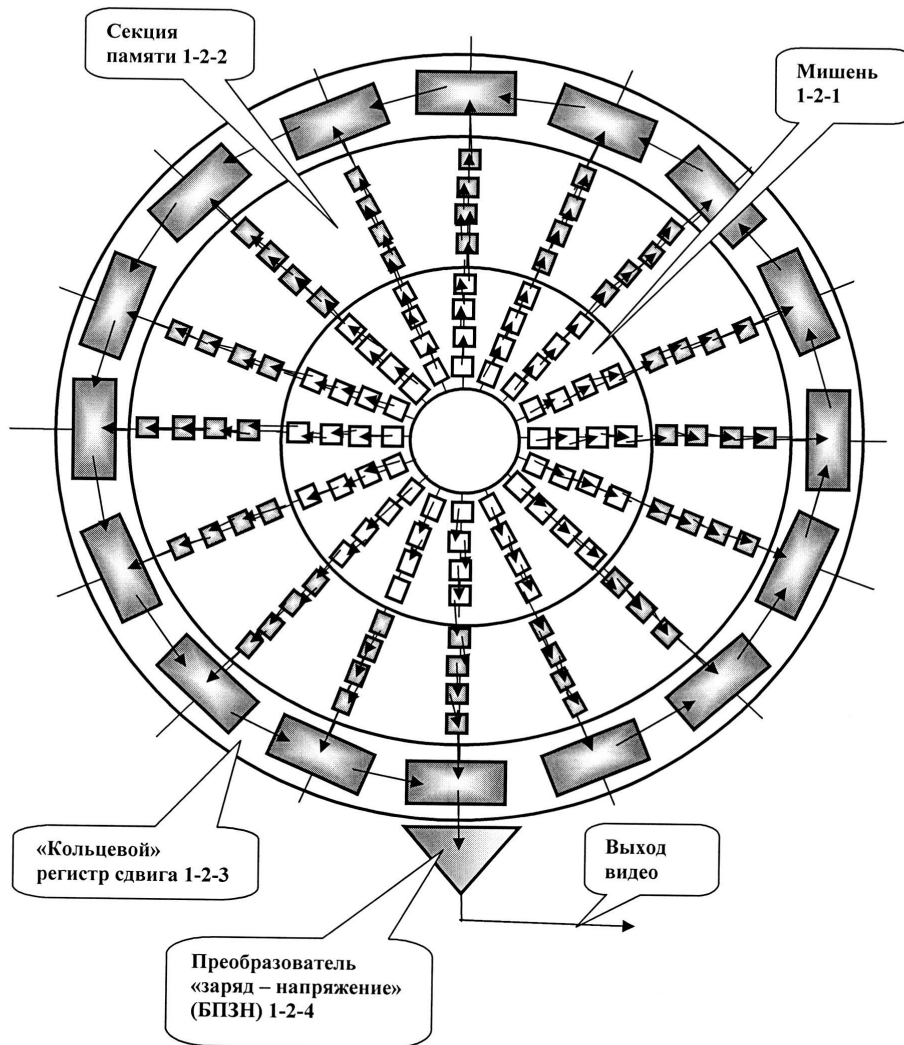 Секция
памяти 1-2-2
Мишень
1-2-1
«Кольцевой»
регистр сдвига 1-2-3
Выход
видео
Преобразователь
«заряд – напряжение»
(БПЗН) 1-2-4